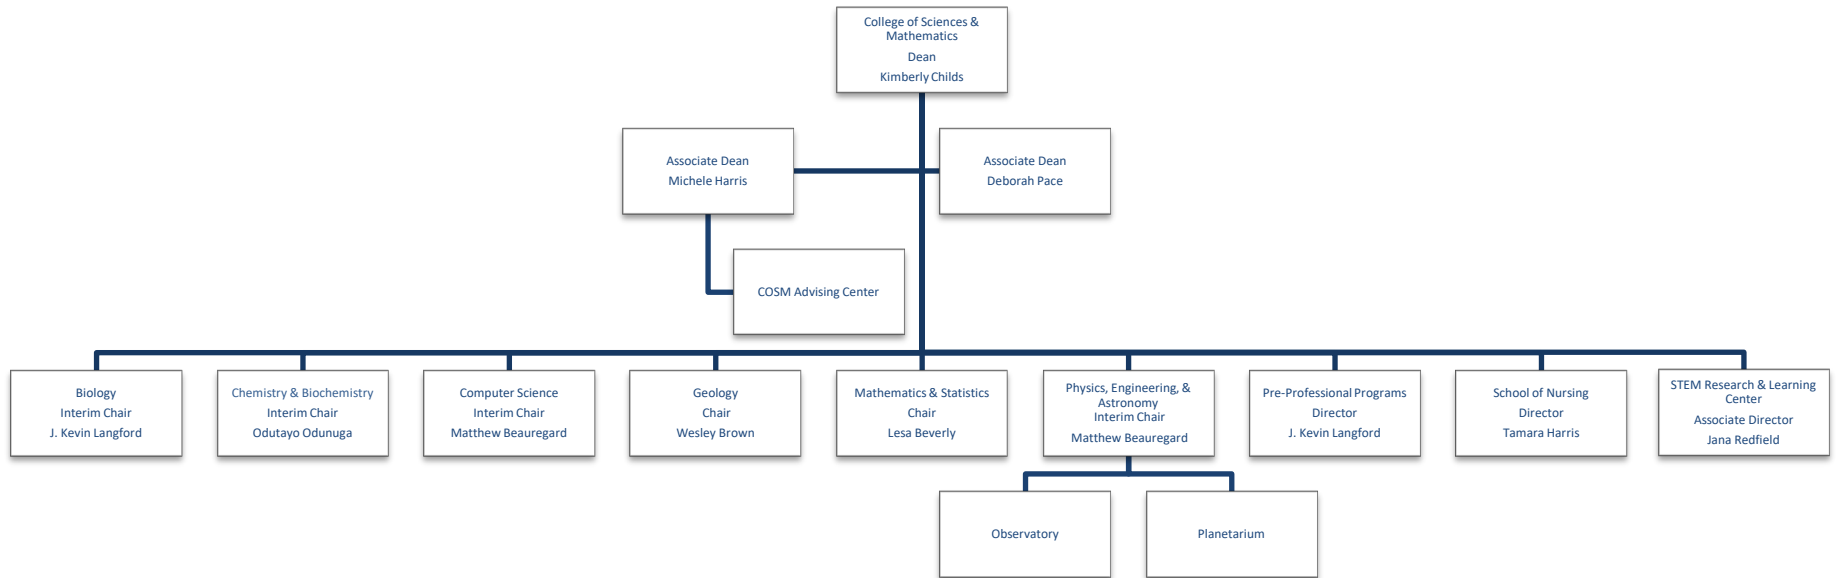 College of Sciences &
Mathematics
Dean
Kimberly Childs
Associate Dean
Michele Harris
Associate Dean
Deborah Pace
COSM Advising Center
Biology
Interim Chair
J. Kevin Langford
Chemistry & Biochemistry
Interim Chair
Odutayo Odunuga
Computer Science
Interim Chair
Matthew Beauregard
Geology
Chair
Wesley Brown
Mathematics & Statistics
Chair
Lesa Beverly
Physics, Engineering, &
Astronomy
Interim Chair
Matthew Beauregard
Pre-Professional Programs
Director
J. Kevin Langford
School of Nursing
Director
Tamara Harris
STEM Research & Learning
Center
Associate Director
Jana Redfield
Observatory
Planetarium